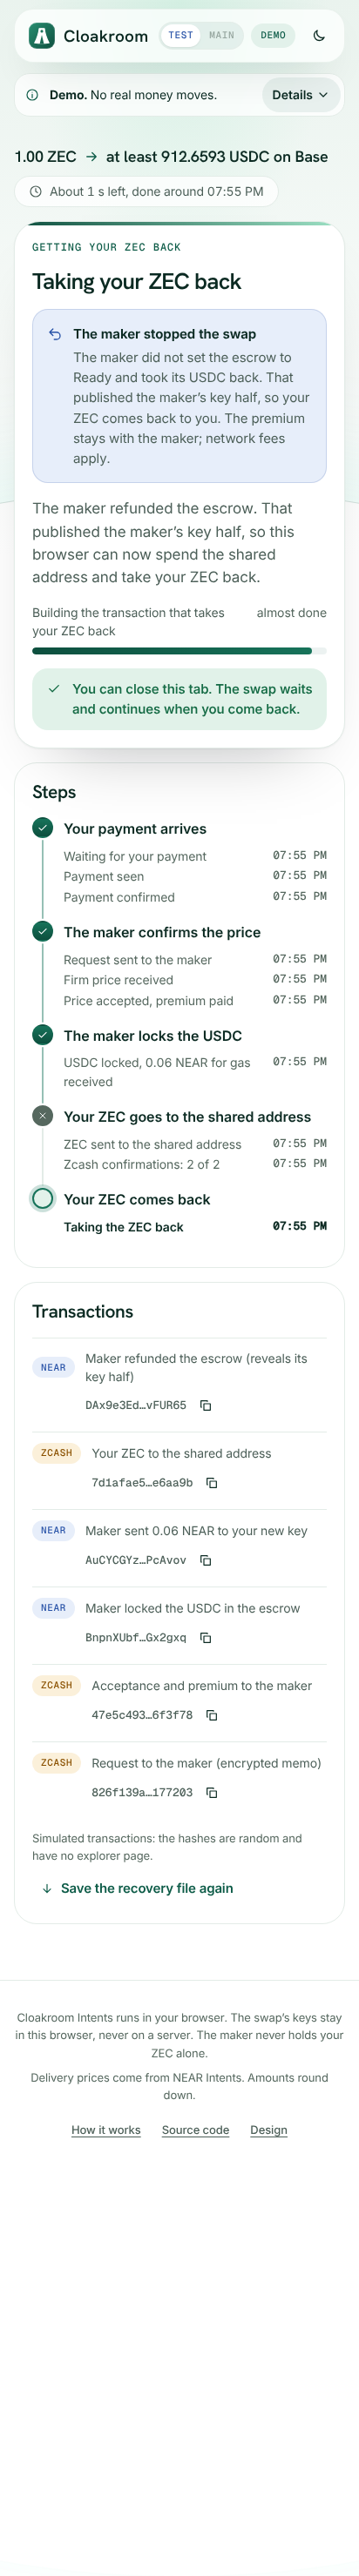 Cloakroom TEST MAIN DEMO
Demo. No real money moves. Details
1.00 ZEC → at least 912.6593 USDC on Base
About 1 s left, done around 07:55 PM
GETTING YOUR ZEC BACK
Taking your ZEC back
The maker stopped the swap
The maker did not set the escrow to
Ready and took its USDC back. That
published the maker's key half, so your
ZEC comes back to you. The premium
stays with the maker; network fees
apply.
The maker refunded the escrow. That
published the maker's key half, so this
browser can now spend the shared
address and take your ZEC back.
Building the transaction that takes almost done
your ZEC back
You can close this tab. The swap waits
and continues when you come back.
Steps
Your payment arrives
Waiting for your payment 07:55 PM
Payment seen 07:55 PM
Payment confirmed 07:55 PM
The maker confirms the price
Request sent to the maker 07:55 PM
Firm price received 07:55 PM
Price accepted, premium paid 07:55 PM
The maker locks the USDC
USDC locked, 0.06 NEAR for gas 07:55 PM
received
Your ZEC goes to the shared address
ZEC sent to the shared address 07:55 PM
Zcash confirmations: 2 of 2 07:55 PM
Your ZEC comes back
Taking the ZEC back 07:55 PM
Transactions
NEAR Maker refunded the escrow (reveals its
key half)
DAx9e3Ed…vFUR65
ZCASH Your ZEC to the shared address
7d1afae5…e6aa9b
NEAR Maker sent 0.06 NEAR to your new key
AuCYCGYz…PcAvov
NEAR Maker locked the USDC in the escrow
BnpnXUbf…Gx2gxq
ZCASH Acceptance and premium to the maker
47e5c493…6f3f78
ZCASH Request to the maker (encrypted memo)
826f139a…177203
Simulated transactions: the hashes are random and
have no explorer page.
Save the recovery file again
Cloakroom Intents runs in your browser. The swap's keys stay
in this browser, never on a server. The maker never holds your
ZEC alone.
Delivery prices come from NEAR Intents. Amounts round
down.
How it works Source code Design